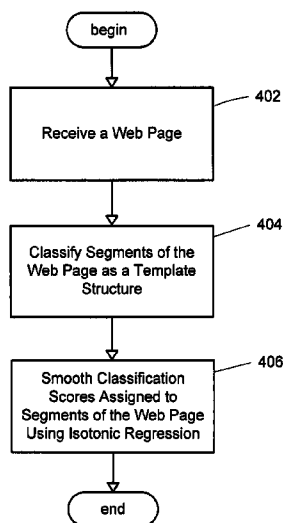 begin
402
Receive a Web Page
404
Classify Segments of the
Web Page as a Template
Structure
406
Smooth Classification
Scores Assigned to
Segments of the Web Page
Using Isotonic Regression
end